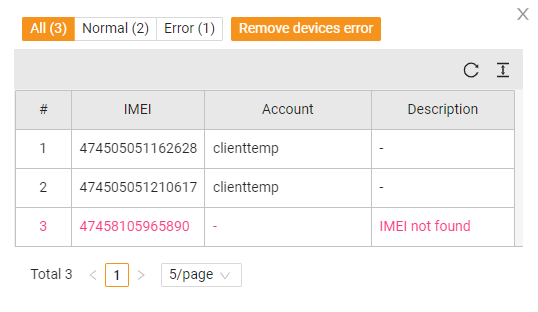 All (3) Normal (2) Error (1) Remove devices error
# IMEI Account Description
1 474505051162628 clienttemp -
2 474505051210617 clienttemp -
3 47458105965890 - IMEI not found
Total 3 < 1 > 5/page